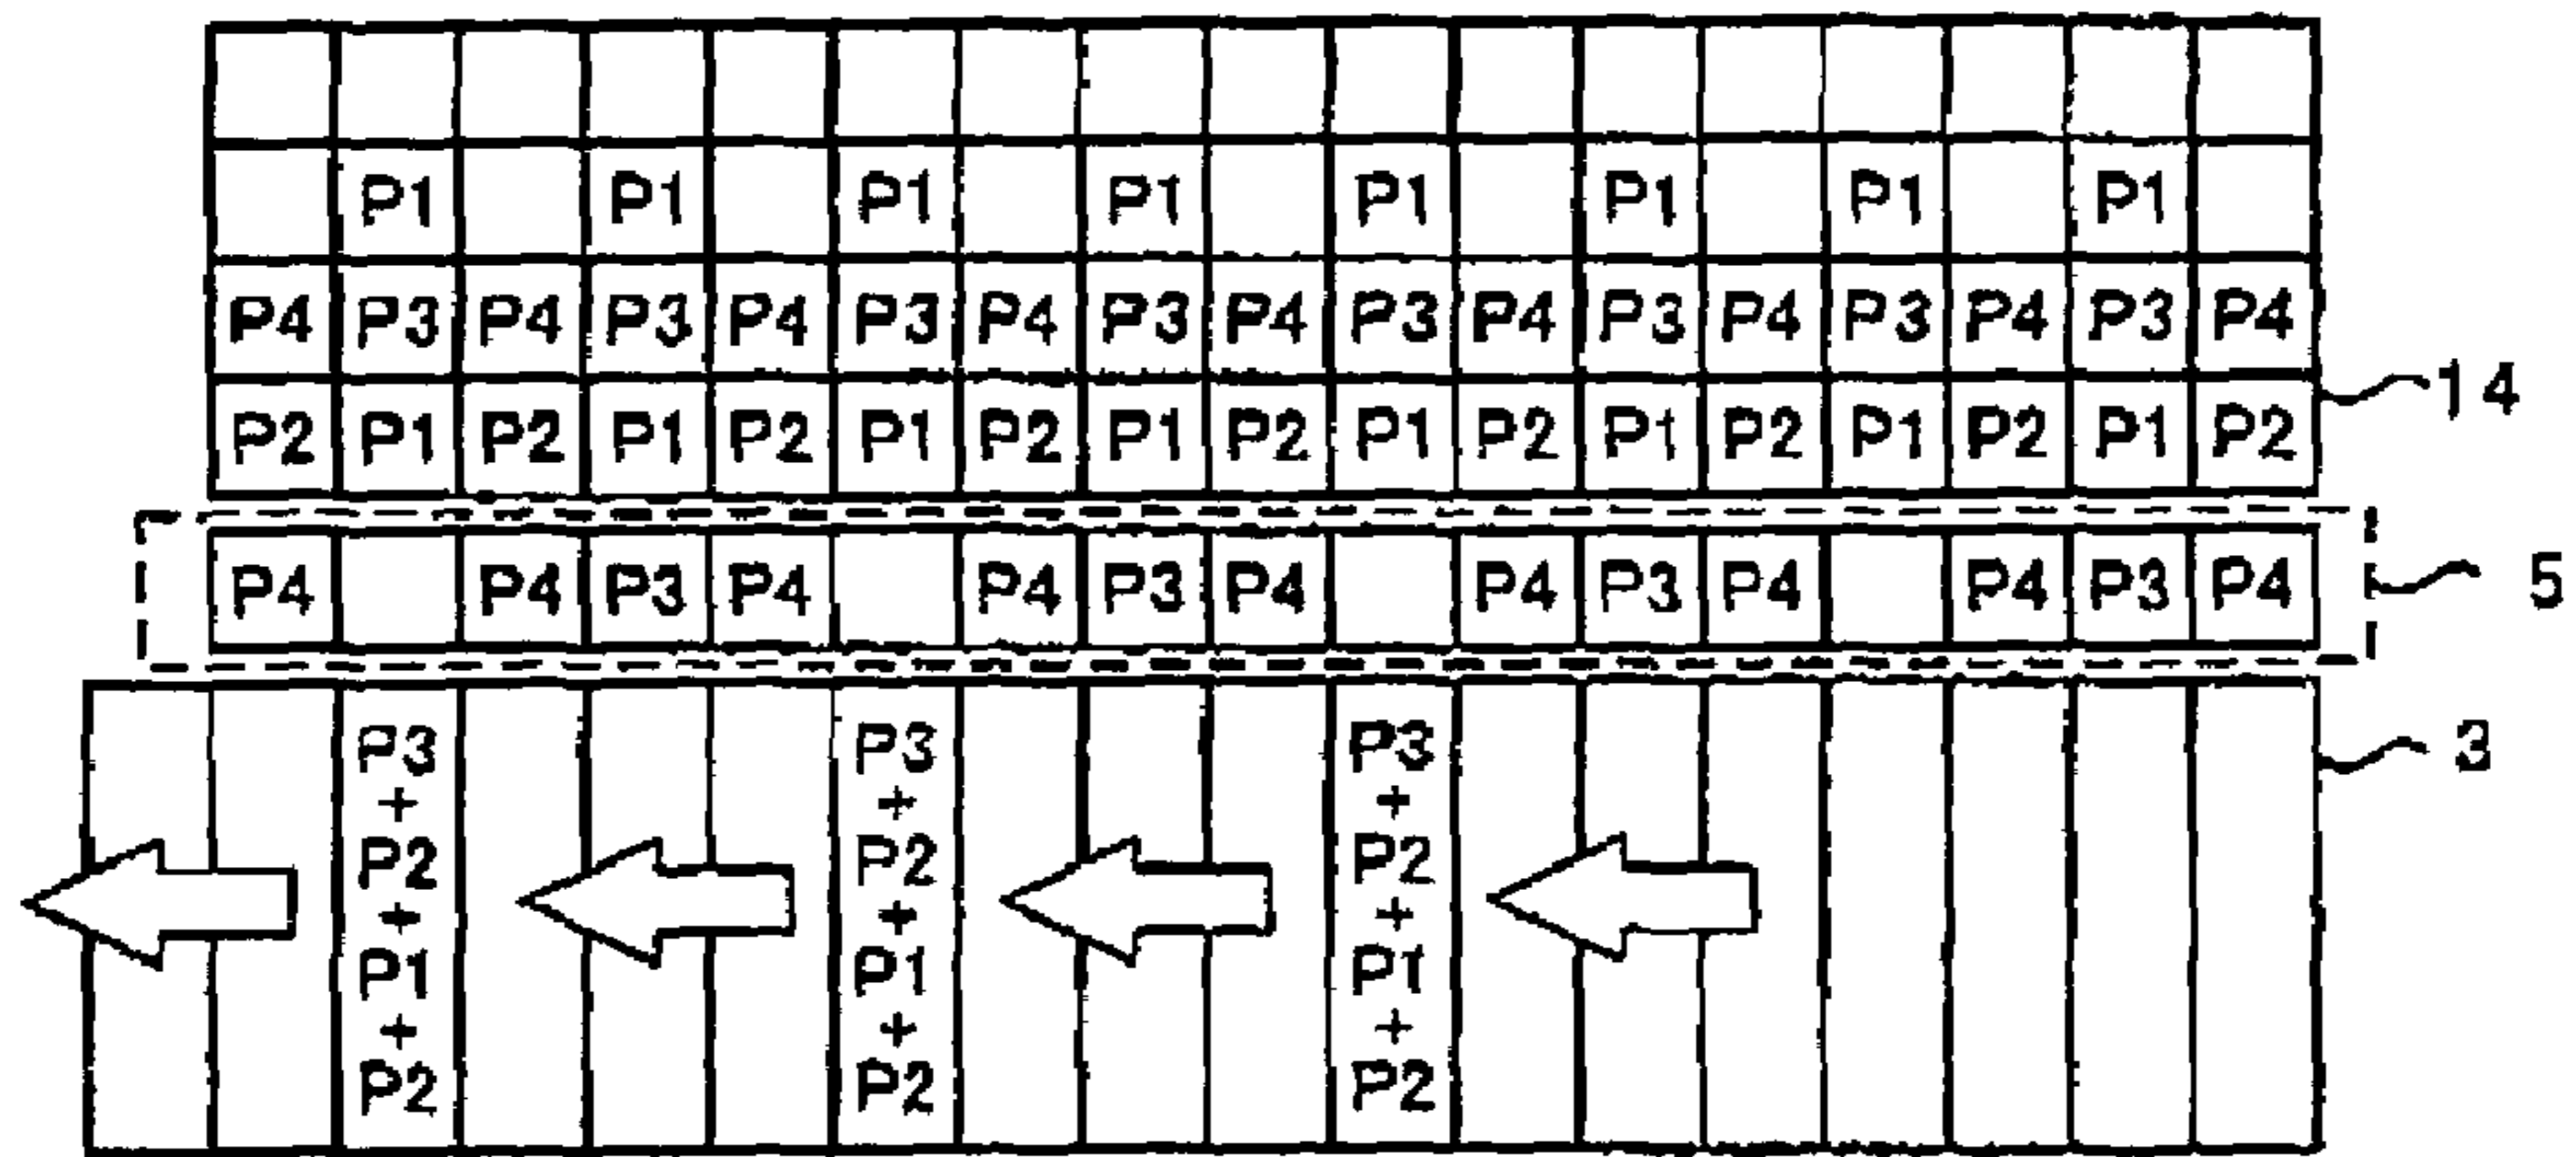 P1 P1 P1 P1 P1 P1 P1 P1
P4 P3 P4 P3 P4 P3 P4 P3 P4 P3 P4 P3 P4 P3 P4 P3 P4
14
P2 P1 P2 P1 P2 P1 P2 P1 P2 P1 P2 P1 P2 P1 P2 P1 P2
P4 P4 P3 P4 P4 P3 P4 P4 P3 P4 P4 P3 P4 5
P3 P3 P3 3
+ + +
P2 P2 P2
+ + +
P1 P1 P1
+ + +
P2 P2 P2